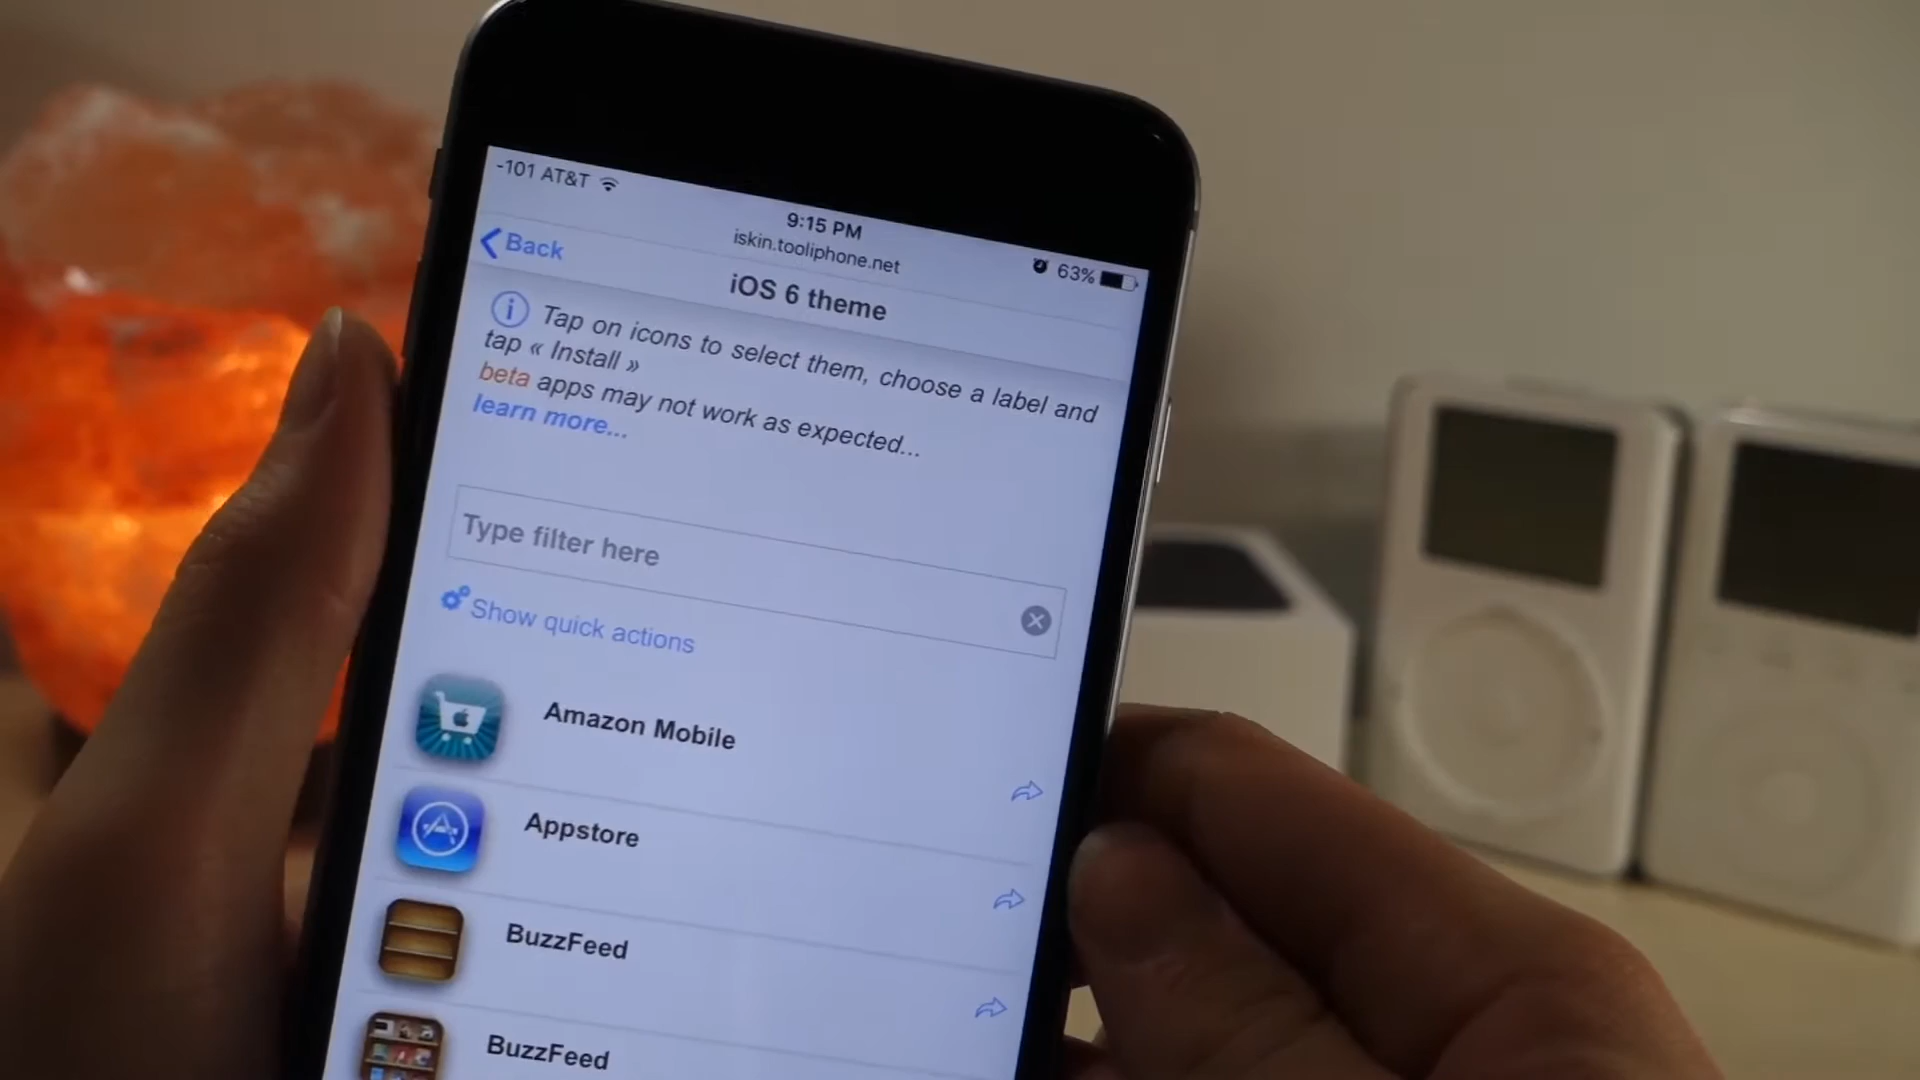 -101 AT&T
9:15 PM
63%
iskin.tooliphone.net
Back
iOS 6 theme
Tap on icons to select them, choose a label and
tap « Install »
beta apps may not work as expected...
learn more...
Type filter here
Show quick actions
Amazon Mobile
Appstore
BuzzFeed
BuzzFeed